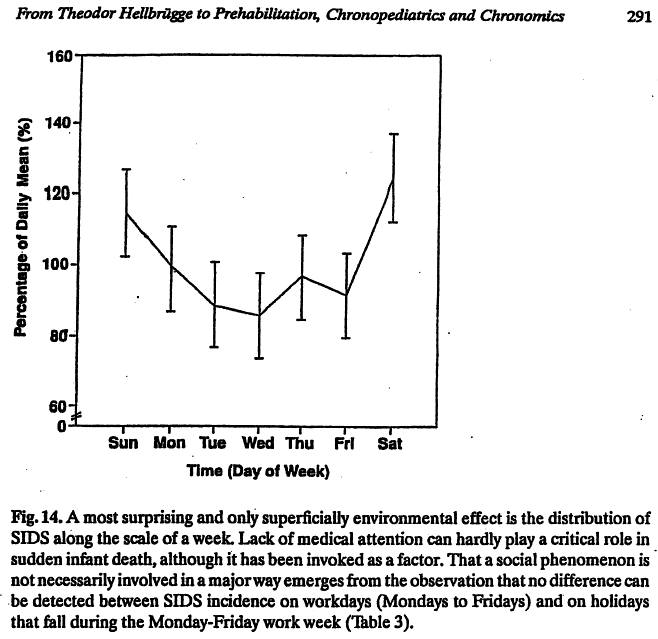 From Theodor Hellbrügge to Prehabilitation, Chronopediatrics and Chronomics 291
160
140
120
100
80
60
0
Percentage of Daily Mean (%)
Sun Mon Tue Wed Thu Fri Sat
Time (Day of Week)
Fig. 14. A most surprising and only superficially environmental effect is the distribution of
SIDS along the scale of a week. Lack of medical attention can hardly play a critical role in
sudden infant death, although it has been invoked as a factor. That a social phenomenon is
not necessarily involved in a major way emerges from the observation that no difference can
be detected between SIDS incidence on workdays (Mondays to Fridays) and on holidays
that fall during the Monday-Friday work week (Table 3).